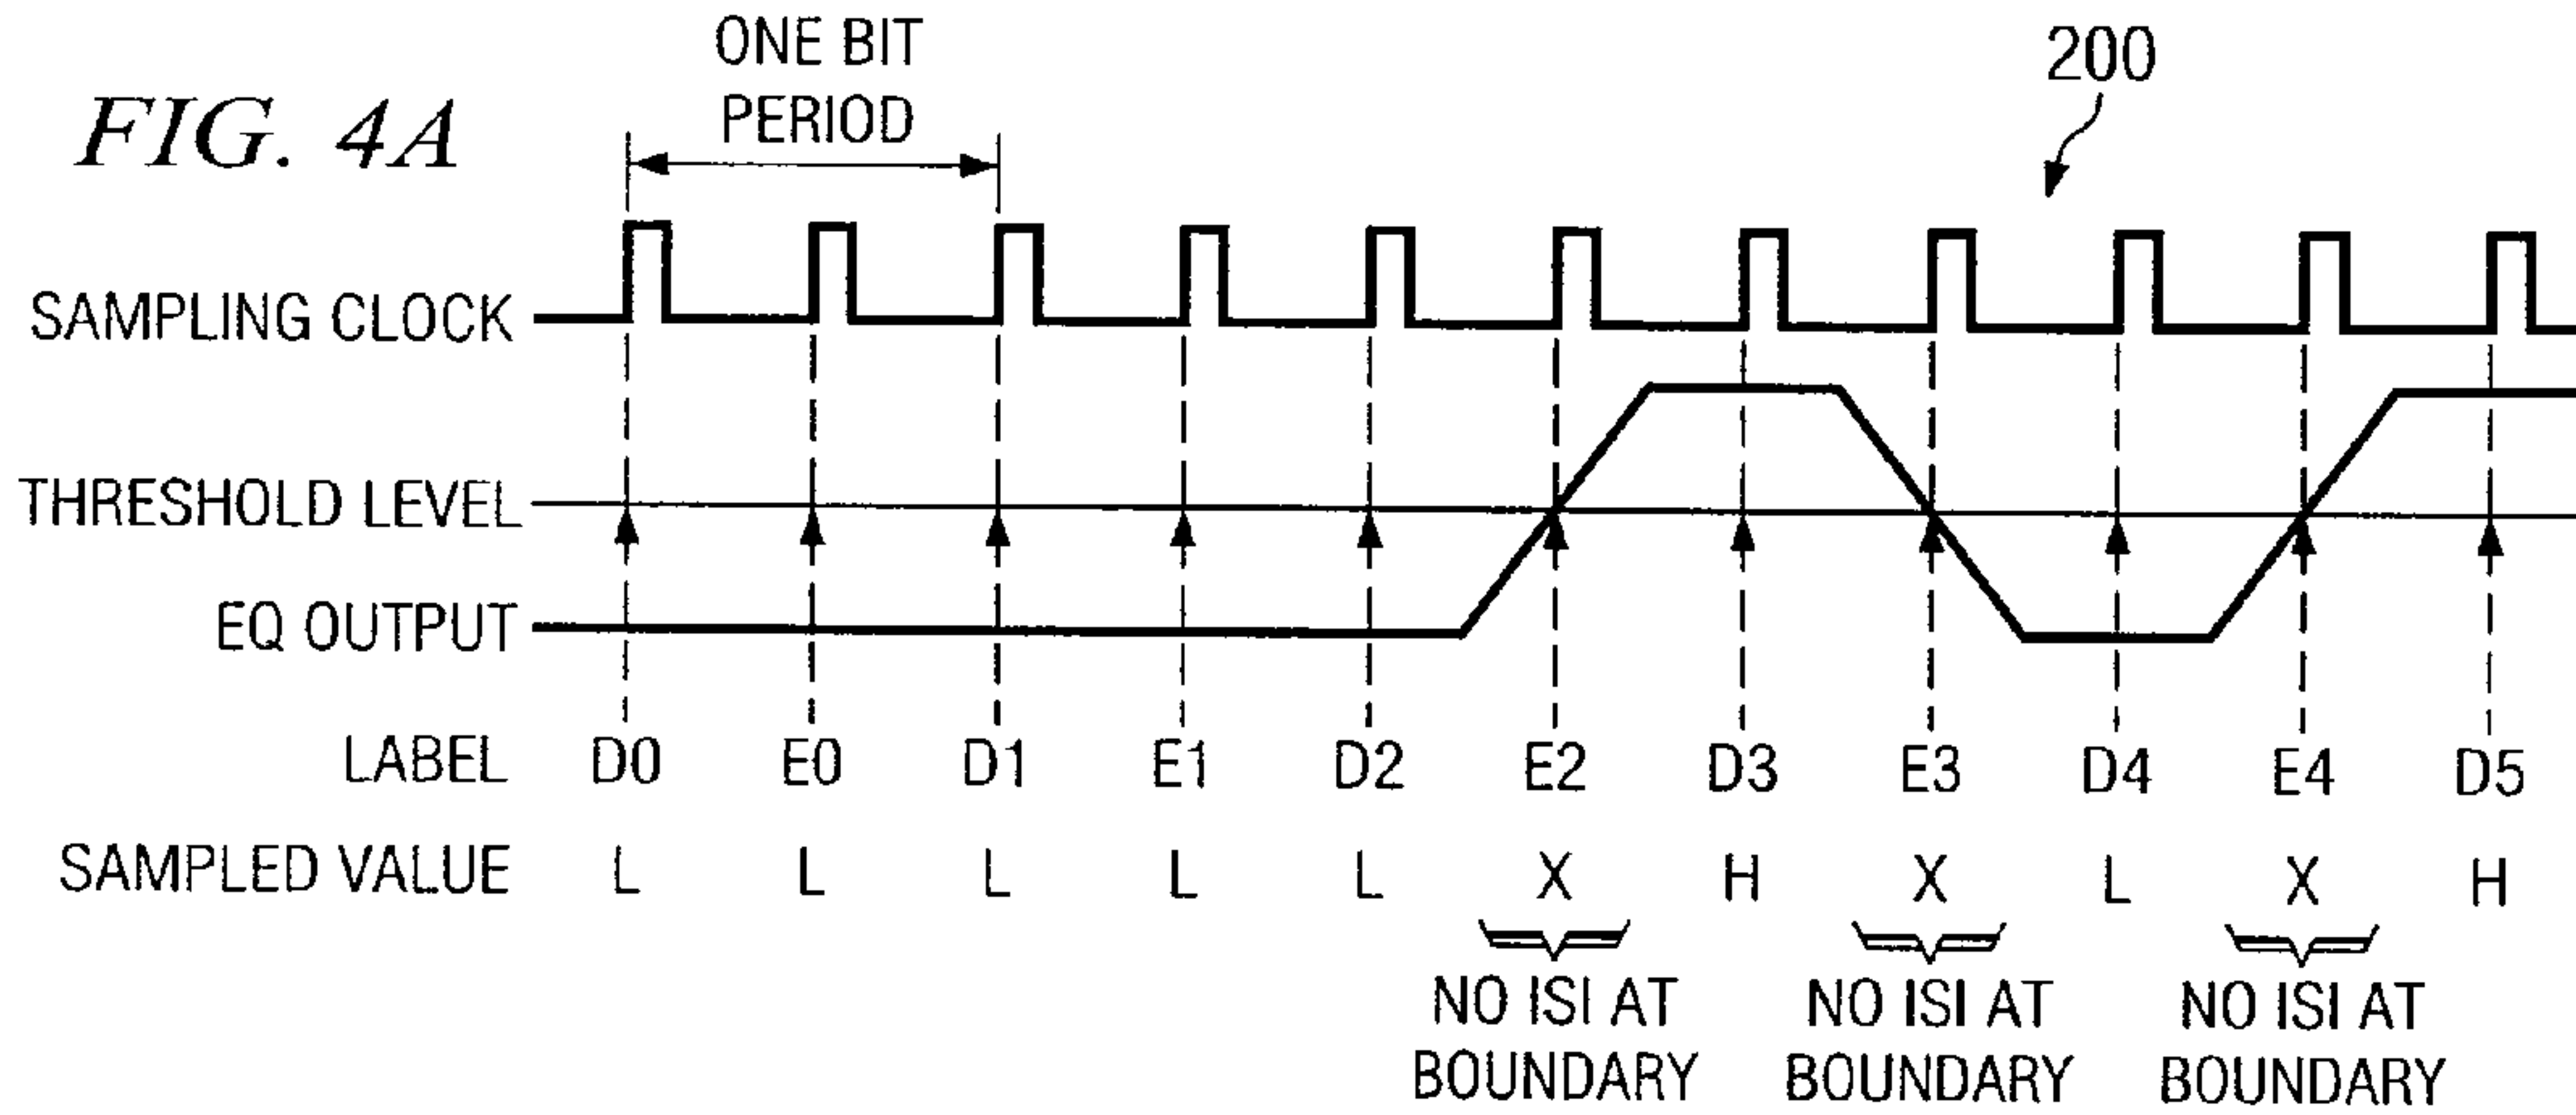 FIG. 4A
ONE BIT
PERIOD
200
SAMPLING CLOCK
THRESHOLD LEVEL
EQ OUTPUT
LABEL D0 E0 D1 E1 D2 E2 D3 E3 D4 E4 D5
SAMPLED VALUE L L L L L X H X L X H
NO ISI AT NO ISI AT NO ISI AT
BOUNDARY BOUNDARY BOUNDARY